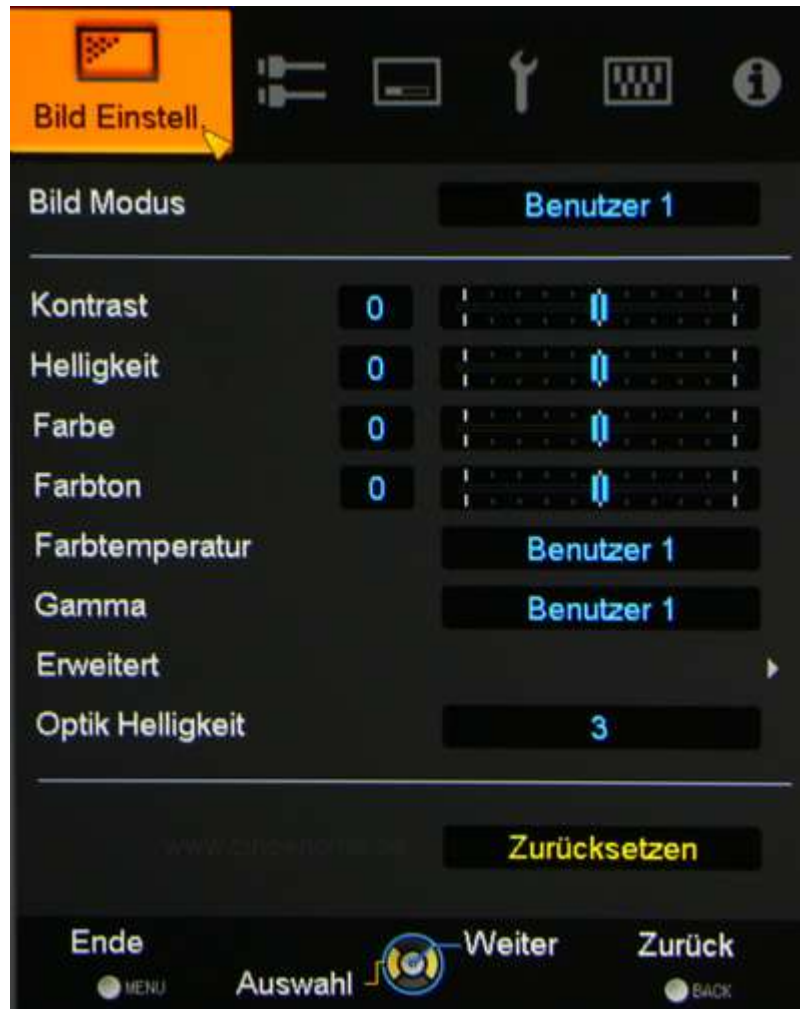 Bild Einstell.
Bild Modus Benutzer 1
Kontrast 0
Helligkeit 0
Farbe 0
Farbton 0
Farbtemperatur Benutzer 1
Gamma Benutzer 1
Erweitert
Optik Helligkeit 3
Zurücksetzen
Ende Weiter Zurück
MENU Auswahl BACK